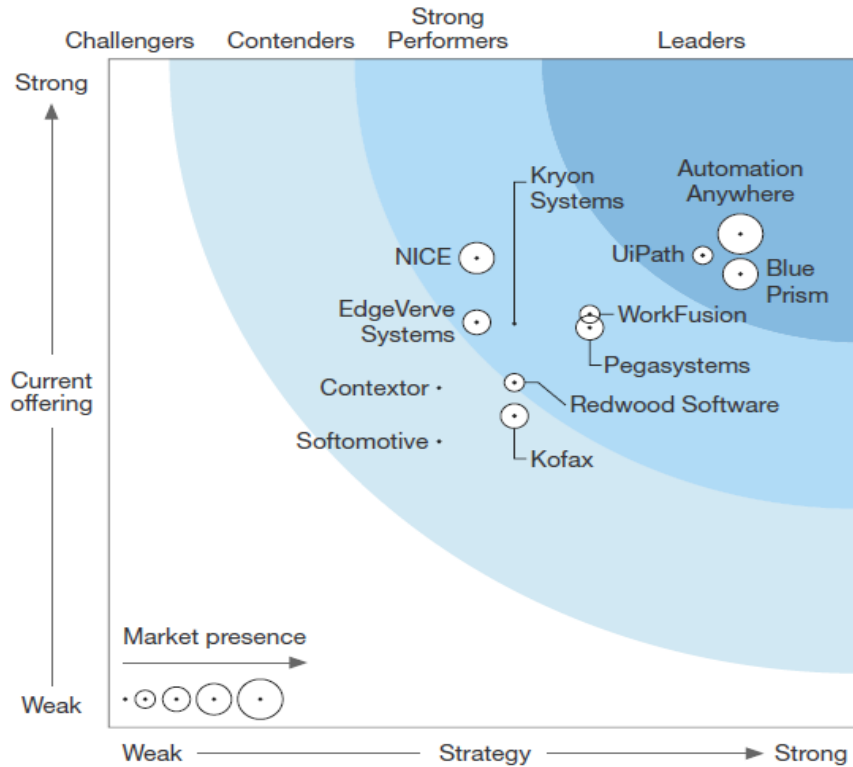 Challengers
Contenders
Strong
Performers
Leaders
Strong
Kryon
Systems
Automation
Anywhere
NICE
UiPath
Blue
Prism
EdgeVerve
Systems
WorkFusion
Pegasystems
Current
offering
Contextor
Redwood Software
Softomotive
Kofax
Market presence
Weak
Weak
Strategy
Strong